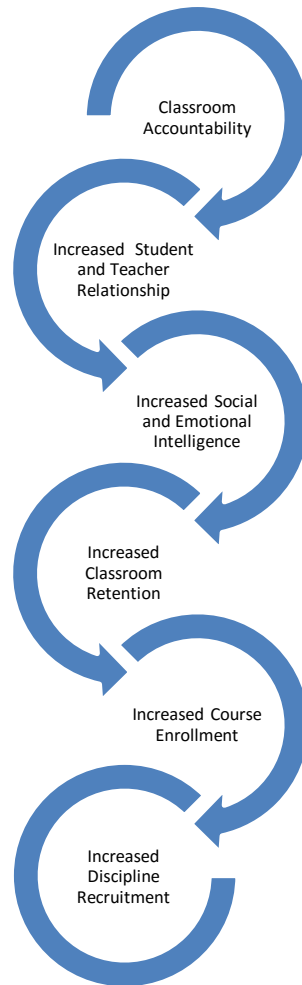 Classroom
Accountability
Increased Student
and Teacher
Relationship
Increased Social
and Emotional
Intelligence
Increased
Classroom
Retention
Increased Course
Enrollment
Increased
Discipline
Recruitment